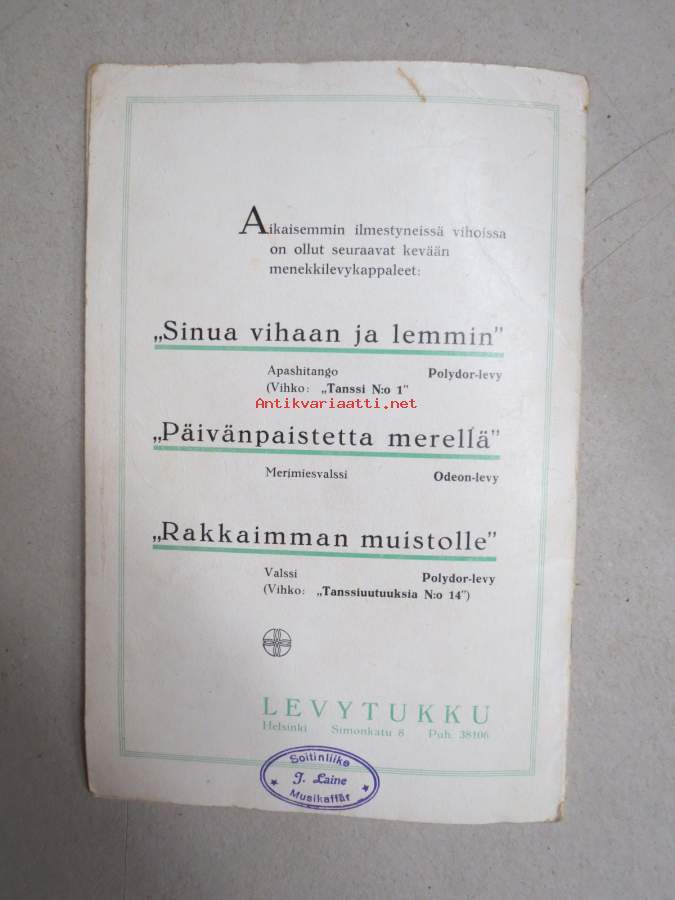 Aikaisemmin ilmestyneissä vihoissa
on ollut seuraavat kevään
menekkilevykappaleet:
„Sinua vihaan ja lemmin”
Apashitango Polydor-levy
(Vihko: „Tanssi N:o 1”
Antikvariaatti.net
„Päivänpaistetta merellä”
Merimiesvalssi Odeon-levy
„Rakkaimman muistolle”
Valssi Polydor-levy
(Vihko: „Tanssiuutuuksia N:o 14”)
LEVYTUKKU
Helsinki Simonkatu 8 Puh. 38106
Soitinliike
J. Laine
Musikaffär